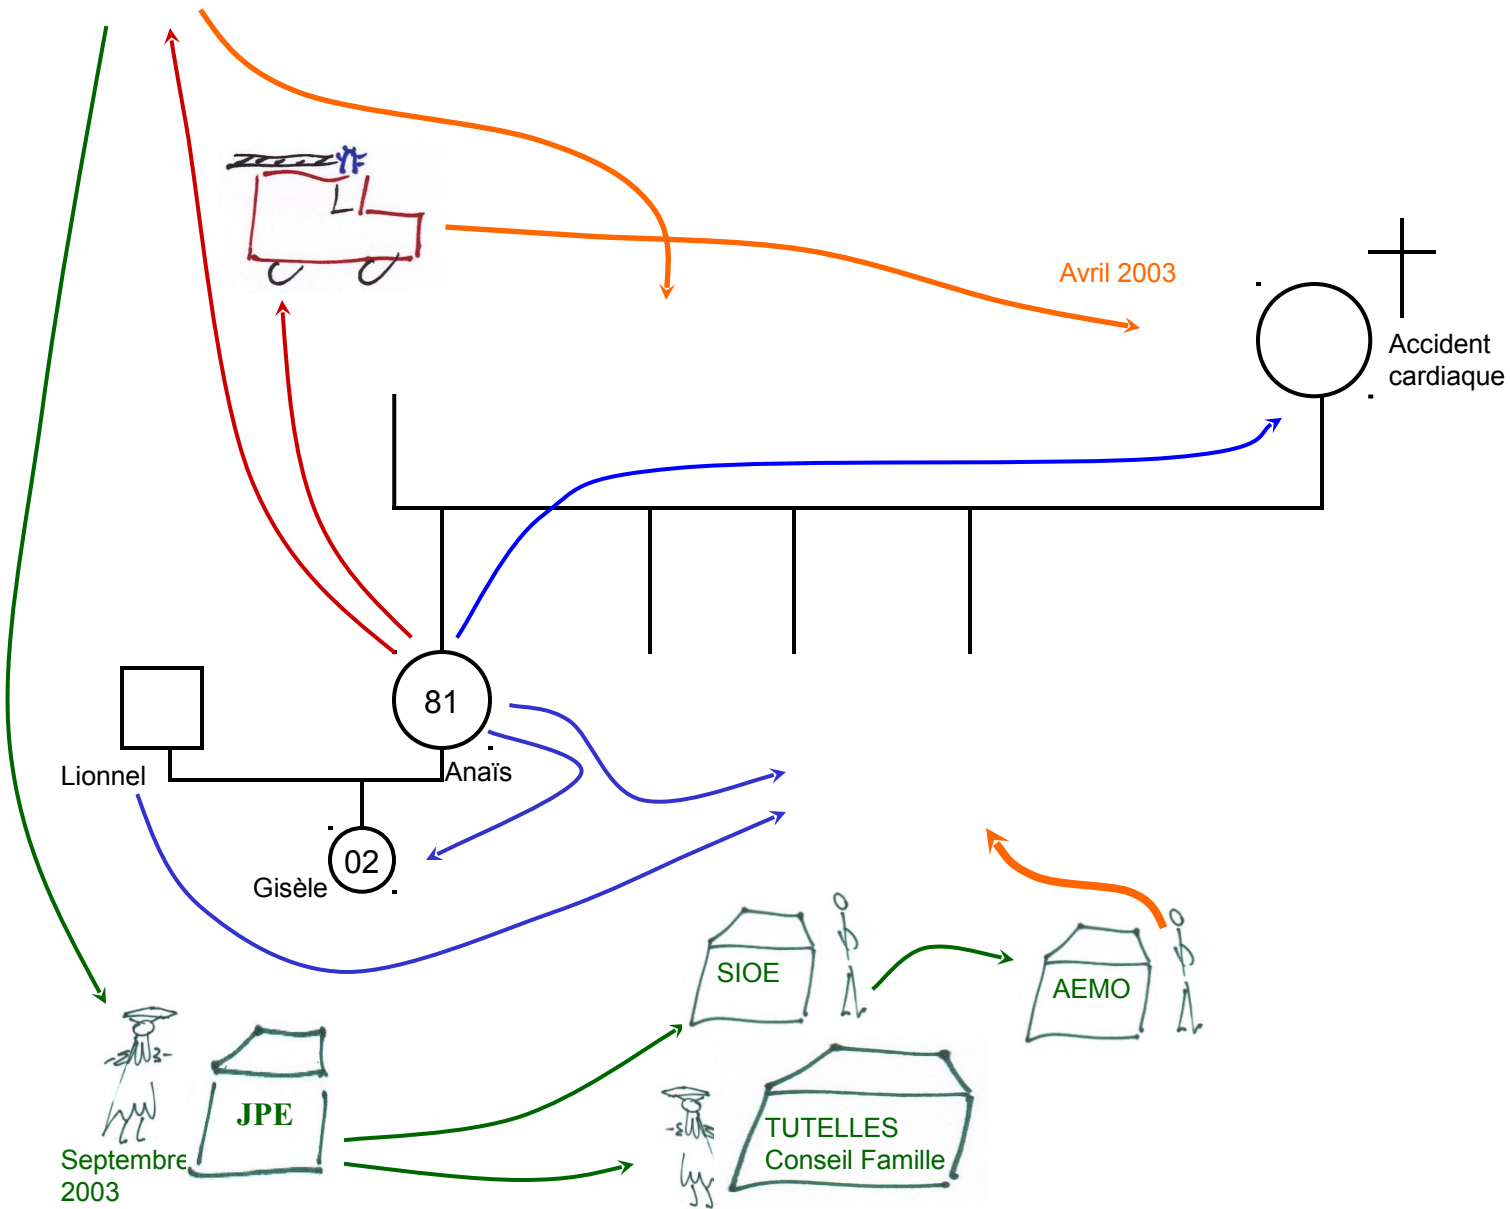 Avril 2003
Accident
cardiaque
81
Lionnel
Anaïs
02
Gisèle
SIOE
AEMO
JPE
TUTELLES
Conseil Famille
Septembre
2003